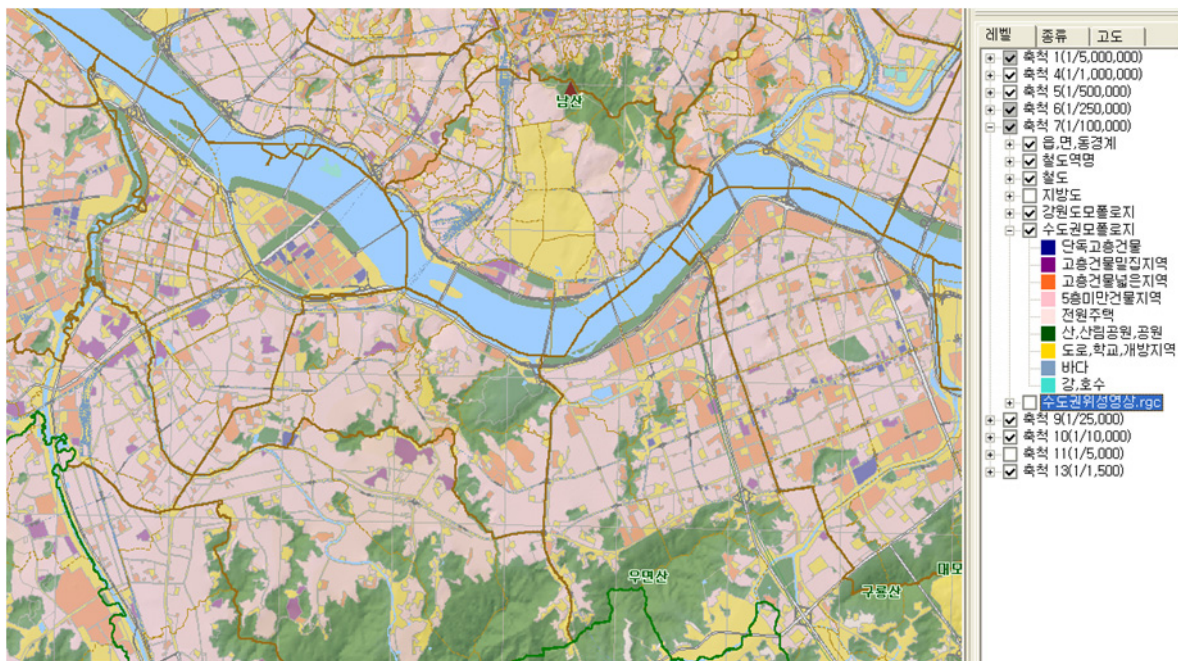 남산
우면산
구룡산
대모
레벨 종류 고도
축척 1(1/5,000,000)
축척 4(1/1,000,000)
축척 5(1/500,000)
축척 6(1/250,000)
축척 7(1/100,000)
읍,면,동경계
철도역명
철도
지방도
강원도모폴로지
수도권모폴로지
단독고층건물
고층건물밀집지역
고층건물넓은지역
5층미만건물지역
전원주택
산,산림공원,공원
도로,학교,개방지역
바다
강,호수
수도권위성영상.rgc
축척 9(1/25,000)
축척 10(1/10,000)
축척 11(1/5,000)
축척 13(1/1,500)